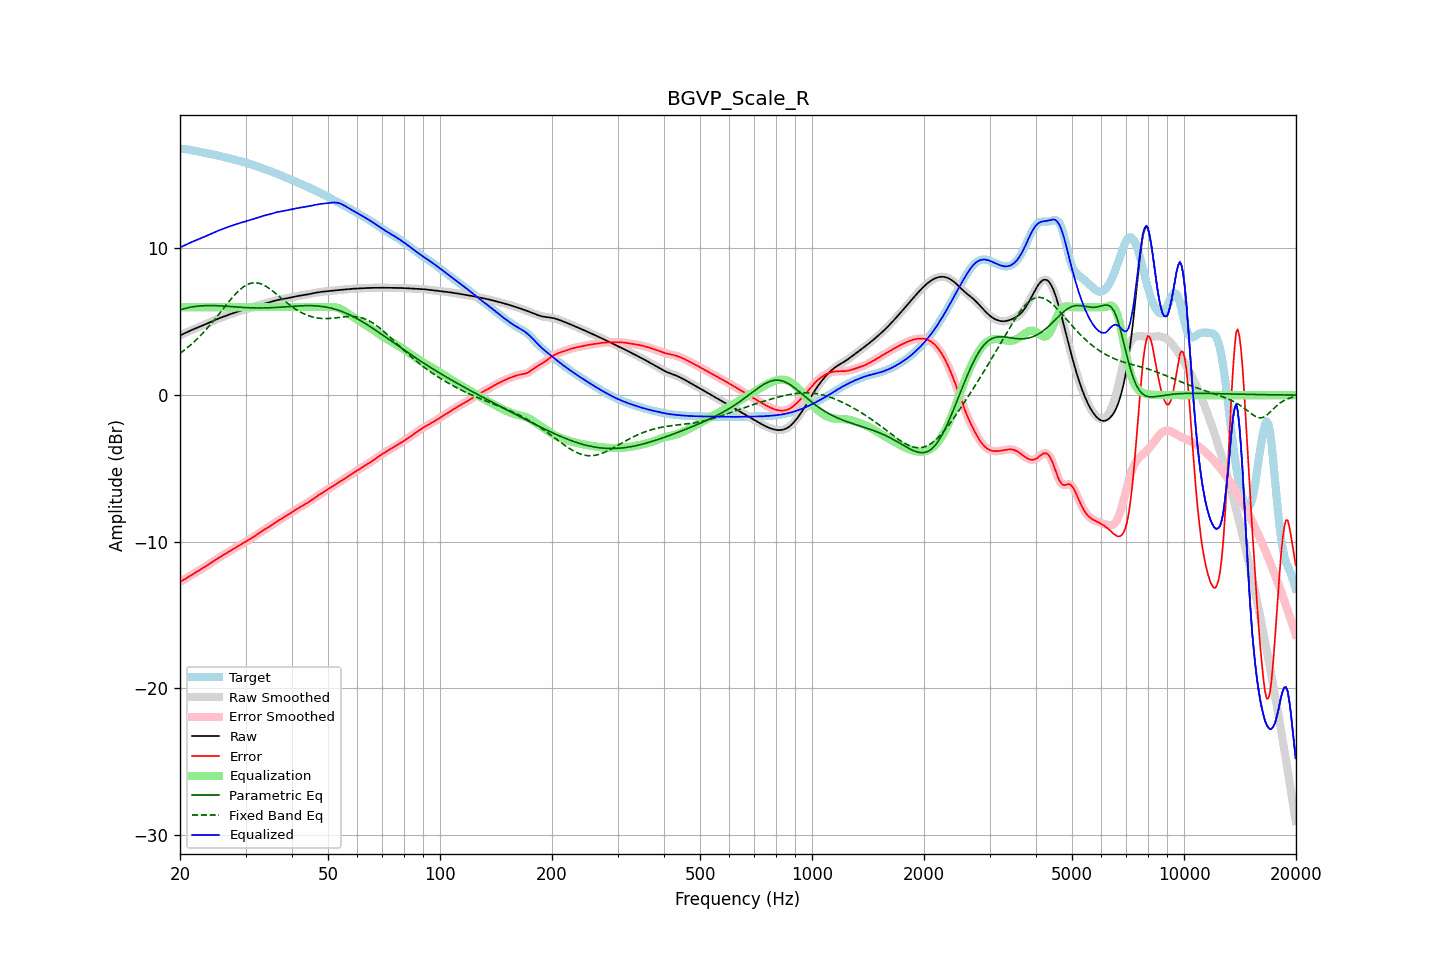 BGVP_Scale_R
Amplitude (dBr)
10
0
−10
−20
−30
Target
Raw Smoothed
Error Smoothed
Raw
Error
Equalization
Parametric Eq
Fixed Band Eq
Equalized
20 50 100 200 500 1000 2000 5000 10000 20000
Frequency (Hz)